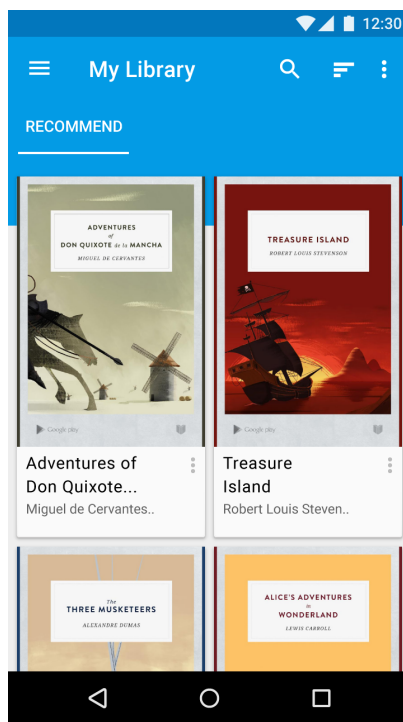 12:30
My Library
RECOMMEND
ADVENTURES
of
DON QUIXOTE de la MANCHA
MIGUEL DE CERVANTES
Google play
Adventures of
Don Quixote...
Miguel de Cervantes..
TREASURE ISLAND
ROBERT LOUIS STEVENSON
Google play
Treasure
Island
Robert Louis Steven..
The
THREE MUSKETEERS
ALEXANDRE DUMAS
ALICE'S ADVENTURES
in
WONDERLAND
LEWIS CARROLL